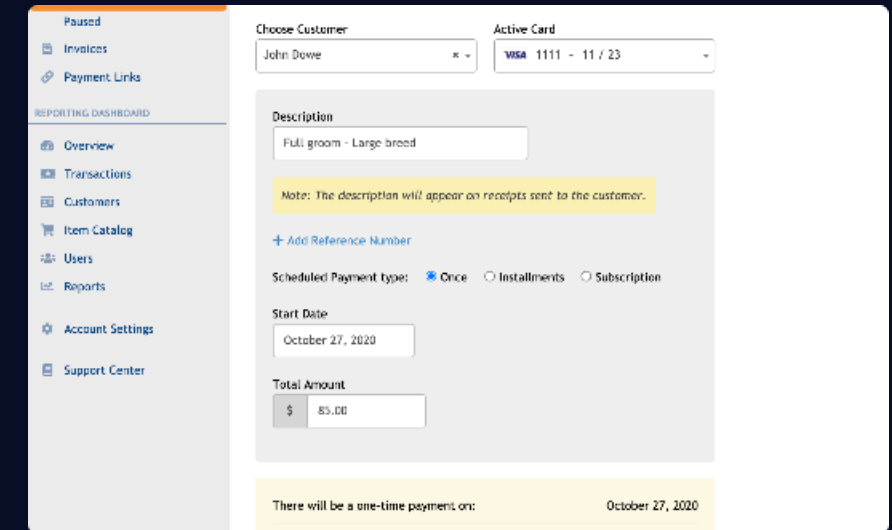 Paused
Invoices
Payment Links
REPORTING DASHBOARD
Overview
Transactions
Customers
Item Catalog
Users
Reports
Account Settings
Support Center
Choose Customer
Active Card
John Dowe
× VISA 1111 - 11 / 23
Description
Full groom - Large breed
Note: The description will appear on receipts sent to the customer.
+ Add Reference Number
Scheduled Payment type: Once Installments Subscription
Start Date
October 27, 2020
Total Amount
$ 85.00
There will be a one-time payment on: October 27, 2020